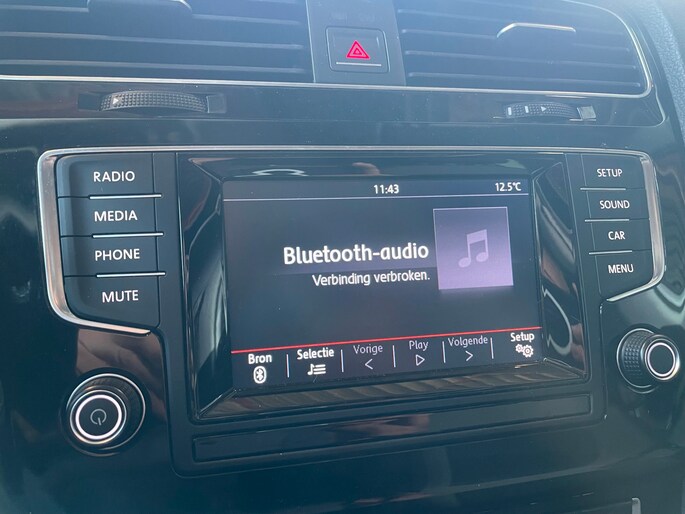 RADIO
MEDIA
PHONE
MUTE
11:43
12.5°C
Bluetooth-audio
Verbinding verbroken.
Bron
Selectie
Vorige
Play
Volgende
Setup
SETUP
SOUND
CAR
MENU